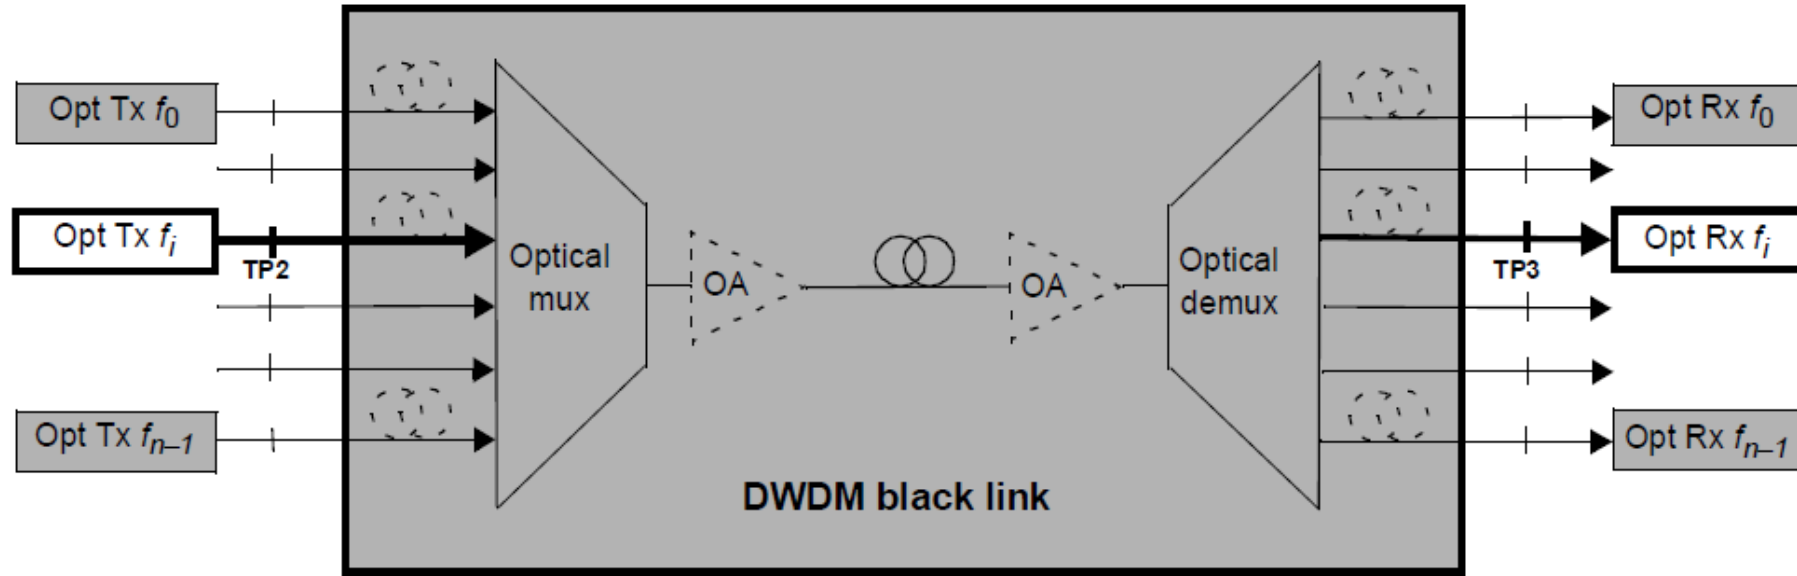 Opt Tx f0
Opt Rx f0
Opt Tx fi
TP2
Optical
mux
OA
OA
Optical
demux
TP3
Opt Rx fi
Opt Tx fn–1
Opt Rx fn–1
DWDM black link